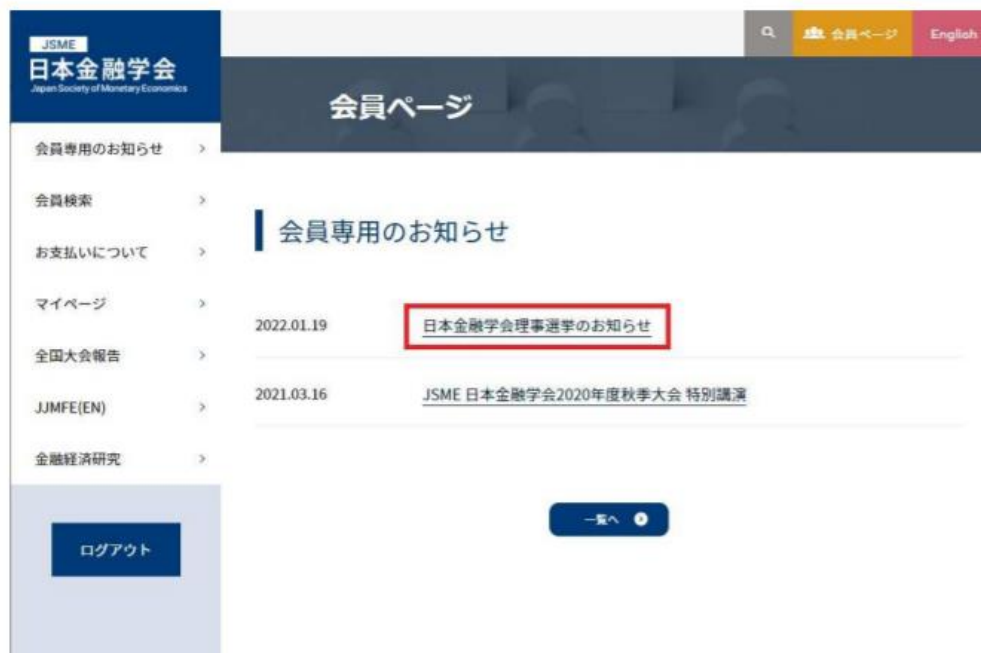 JSME
日本金融学会
Japan Society of Monetary Economics
会員ページ
English
会員ページ
会員専用のお知らせ
会員検索
お支払いについて
マイページ
全国大会報告
JJMFE(EN)
金融経済研究
ログアウト
会員専用のお知らせ
2022.01.19 日本金融学会理事選挙のお知らせ
2021.03.16 JSME 日本金融学会2020年度秋季大会 特別講演
一覧へ